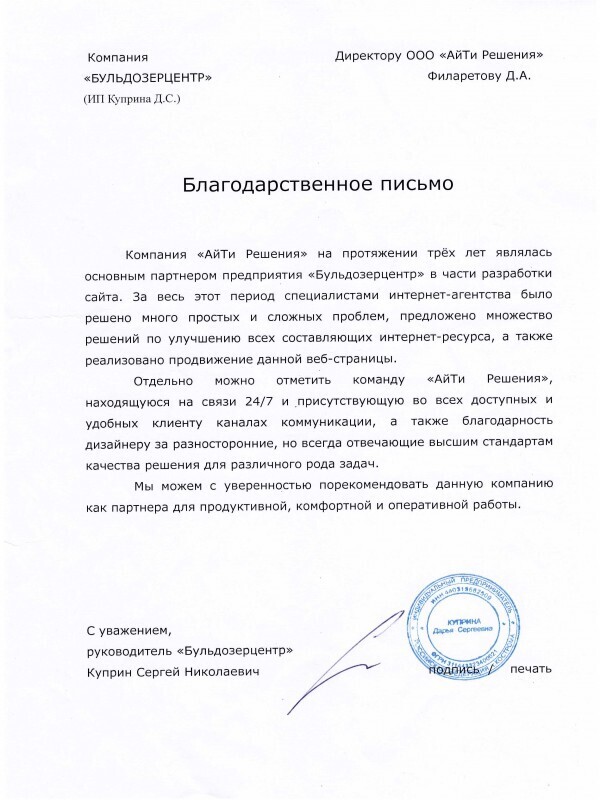 Компания
«БУЛЬДОЗЕРЦЕНТР»
(ИП Куприна Д.С.)
Директору ООО «АйТи Решения»
Филаретову Д.А.
Благодарственное письмо
Компания «АйТи Решения» на протяжении трёх лет являлась
основным партнером предприятия «Бульдозерцентр» в части разработки
сайта. За весь этот период специалистами интернет-агентства было
решено много простых и сложных проблем, предложено множество
решений по улучшению всех составляющих интернет-ресурса, а также
реализовано продвижение данной веб-страницы.
Отдельно можно отметить команду «АйТи Решения»,
находящуюся на связи 24/7 и присутствующую во всех доступных и
удобных клиенту каналах коммуникации, а также благодарность
дизайнеру за разносторонние, но всегда отвечающие высшим стандартам
качества решения для различного рода задач.
Мы можем с уверенностью порекомендовать данную компанию
как партнера для продуктивной, комфортной и оперативной работы.
С уважением,
руководитель «Бульдозерцентр»
Куприн Сергей Николаевич
ИНДИВИДУАЛЬНЫЙ ПРЕДПРИНИМАТЕЛЬ
КУПРИНА
Дарья Сергеевна
подпись / печать